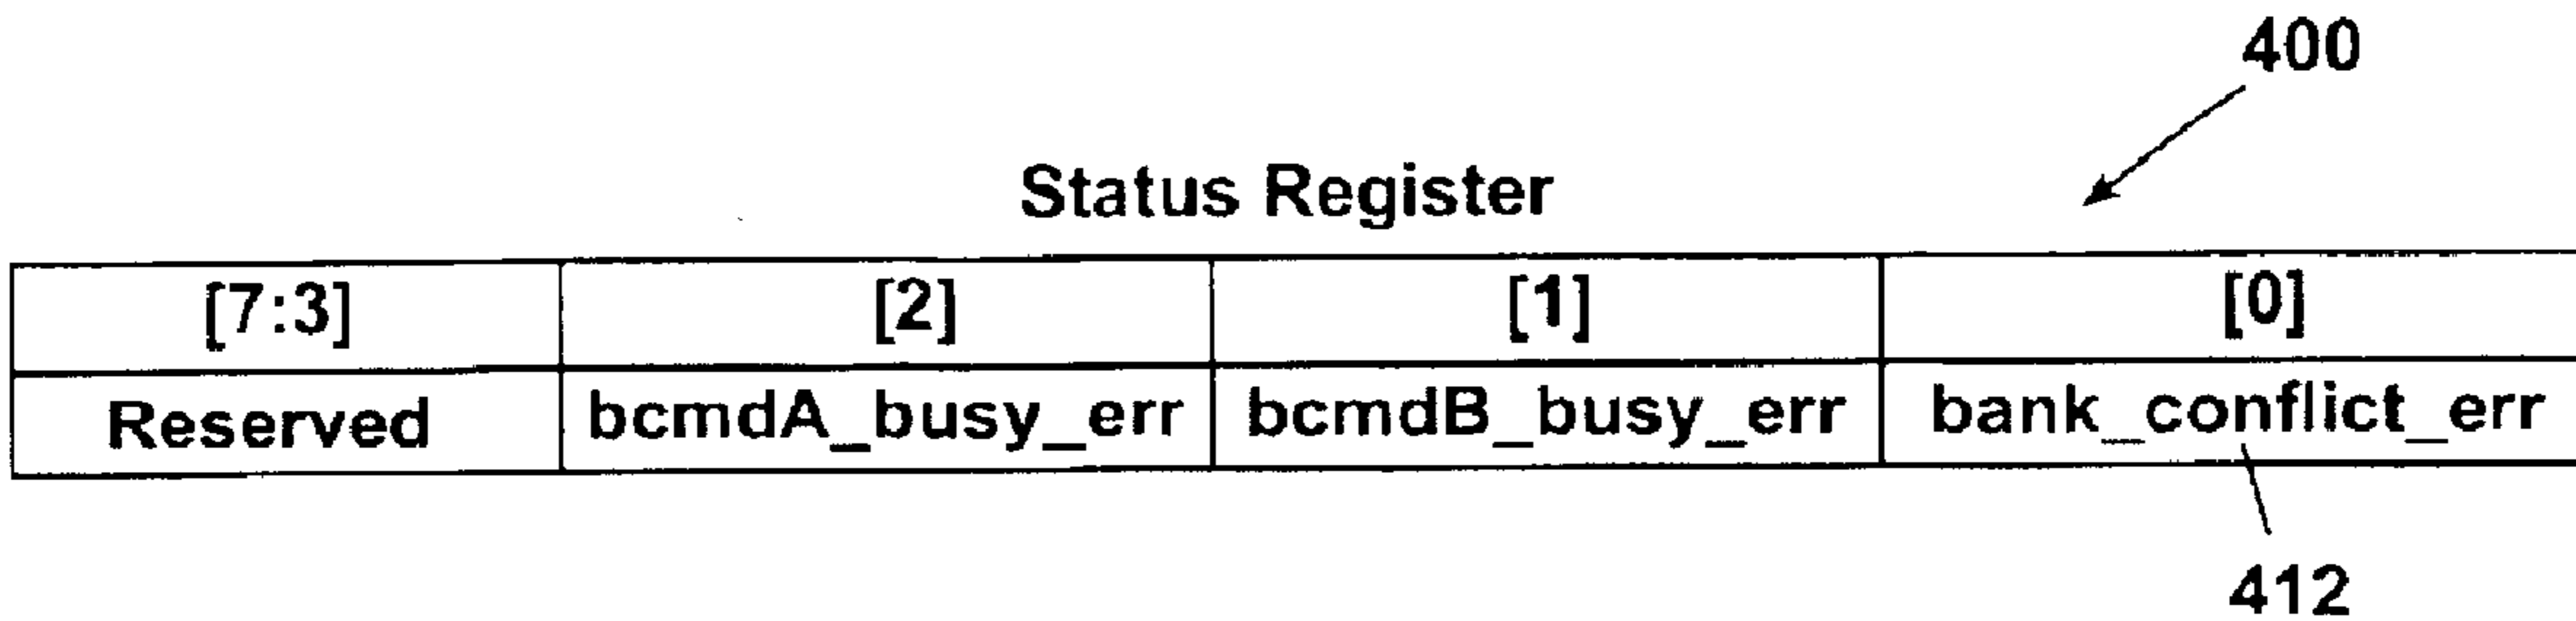 400
Status Register
[7:3] [2] [1] [0]
Reserved bcmdA_busy_err bcmdB_busy_err bank_conflict_err
412